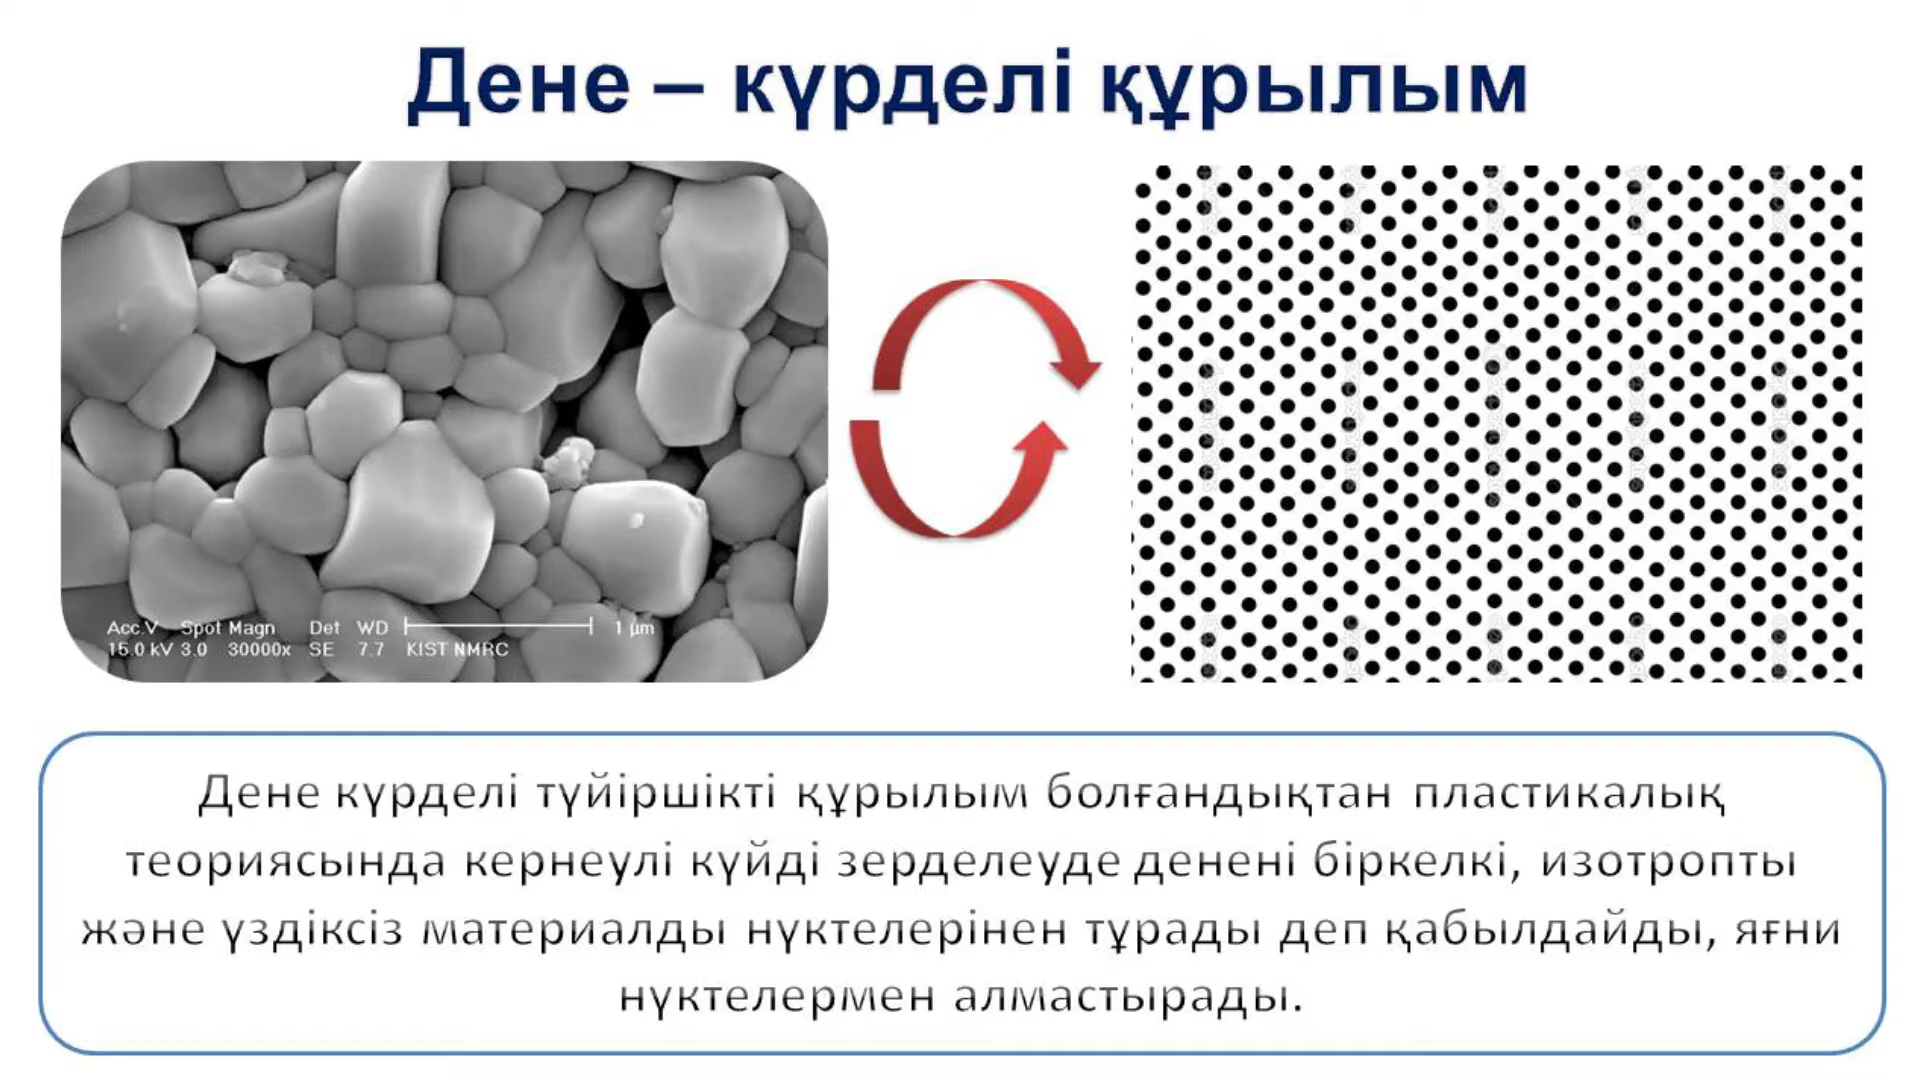 Дене – күрделі құрылым
Acc.V Spot Magn Det WD 1 µm
15.0 kV 3.0 30000x SE 7.7 KIST NMRC
Дене күрделі түйіршікті құрылым болғандықтан пластикалық
теориясында кернеулі күйді зерделеуде денені біркелкі, изотропты
және үздіксіз материалды нүктелерінен тұрады деп қабылдайды, яғни
нүктелермен алмастырады.